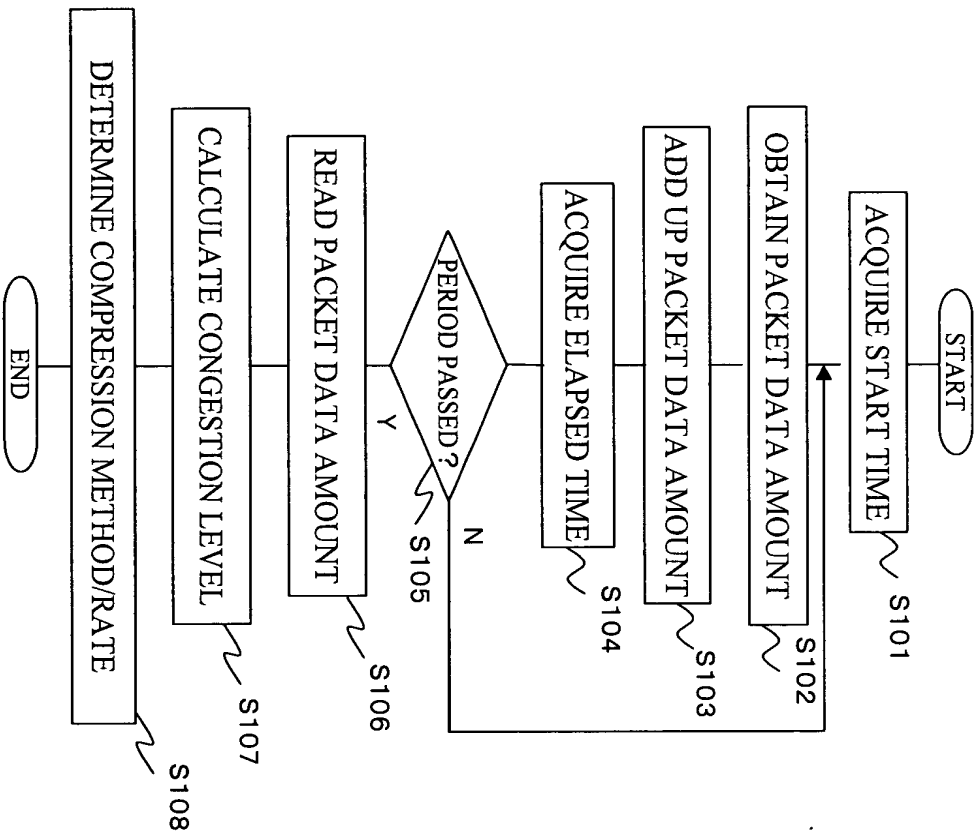 START
ACQUIRE START TIME
S101
OBTAIN PACKET DATA AMOUNT
S102
ADD UP PACKET DATA AMOUNT
S103
ACQUIRE ELAPSED TIME
S104
PERIOD PASSED?
S105
N
Y
READ PACKET DATA AMOUNT
S106
CALCULATE CONGESTION LEVEL
S107
DETERMINE COMPRESSION METHOD/RATE
S108
END